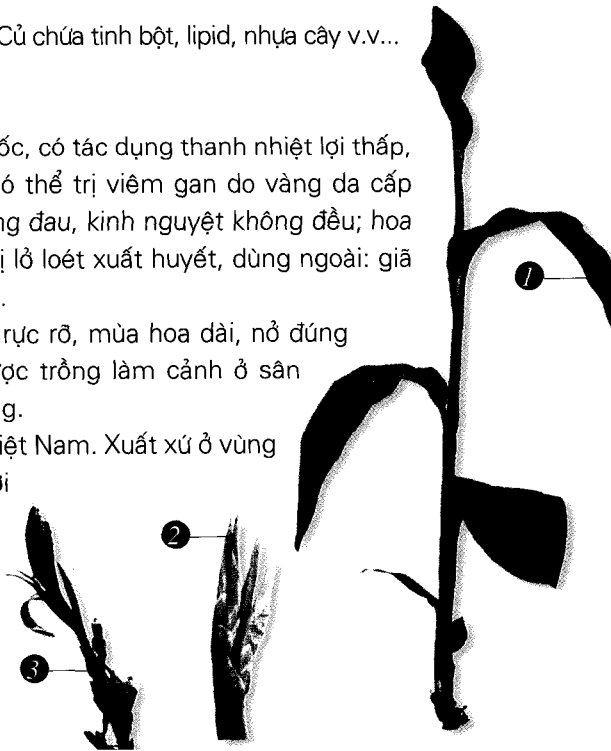 Củ chứa tinh bột, lipid, nhựa cây v.v...
ốc, có tác dụng thanh nhiệt lợi thấp,
ó thể trị viêm gan do vàng da cấp
ng đau, kinh nguyệt không đều; hoa
ị lở loét xuất huyết, dùng ngoài: giã
.
rực rỡ, mùa hoa dài, nở đúng
ợc trồng làm cảnh ở sân
g.
iệt Nam. Xuất xứ ở vùng
ới
1
2
3